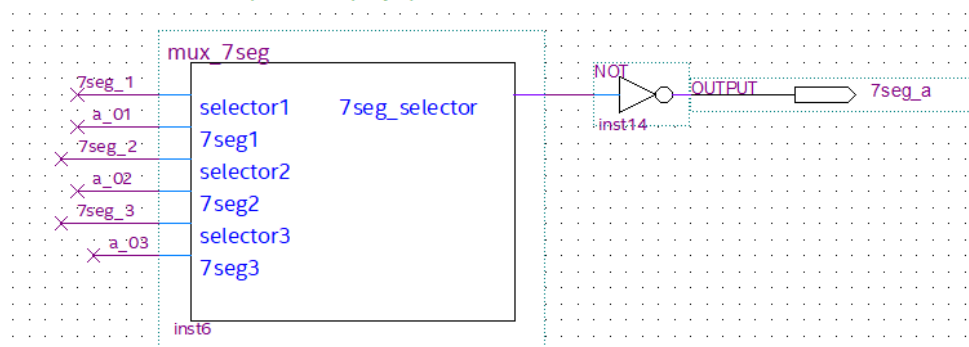 mux_7seg
7seg_1
selector1
7seg_selector
a_01
7seg1
7seg_2
selector2
a_02
7seg2
7seg_3
selector3
a_03
7seg3
inst6
NOT
inst14
OUTPUT
7seg_a